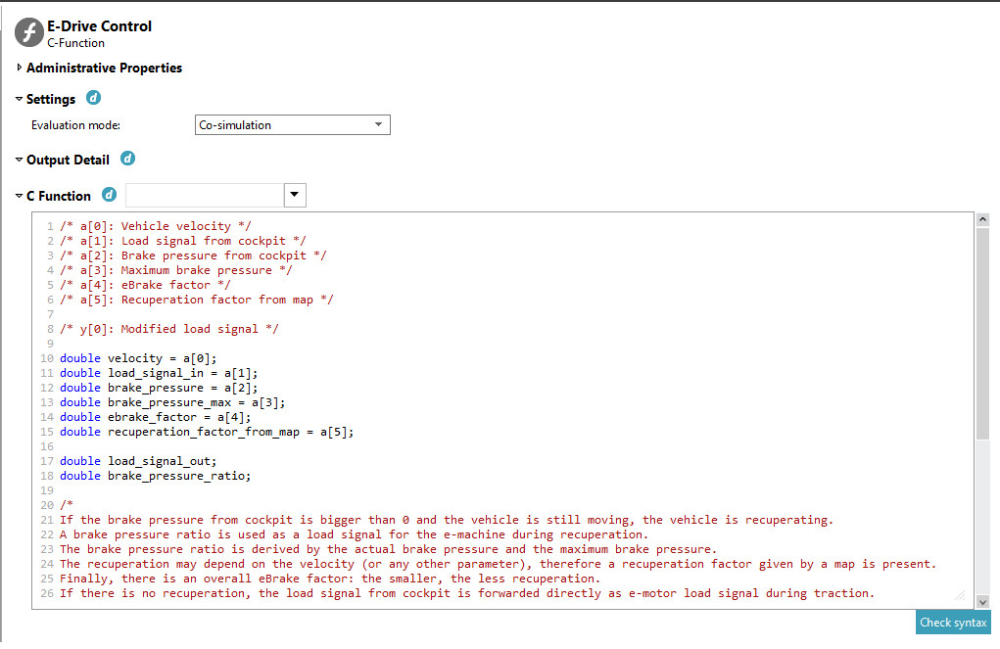 E-Drive Control
C-Function
Administrative Properties
Settings d
Evaluation mode: Co-simulation
Output Detail d
C Function d
1 /* a[0]: Vehicle velocity */
2 /* a[1]: Load signal from cockpit */
3 /* a[2]: Brake pressure from cockpit */
4 /* a[3]: Maximum brake pressure */
5 /* a[4]: eBrake factor */
6 /* a[5]: Recuperation factor from map */
7
8 /* y[0]: Modified load signal */
9
10 double velocity = a[0];
11 double load_signal_in = a[1];
12 double brake_pressure = a[2];
13 double brake_pressure_max = a[3];
14 double ebrake_factor = a[4];
15 double recuperation_factor_from_map = a[5];
16
17 double load_signal_out;
18 double brake_pressure_ratio;
19
20 /*
21 If the brake pressure from cockpit is bigger than 0 and the vehicle is still moving, the vehicle is recuperating.
22 A brake pressure ratio is used as a load signal for the e-machine during recuperation.
23 The brake pressure ratio is derived by the actual brake pressure and the maximum brake pressure.
24 The recuperation may depend on the velocity (or any other parameter), therefore a recuperation factor given by a map is present.
25 Finally, there is an overall eBrake factor: the smaller, the less recuperation.
26 If there is no recuperation, the load signal from cockpit is forwarded directly as e-motor load signal during traction.
Check syntax